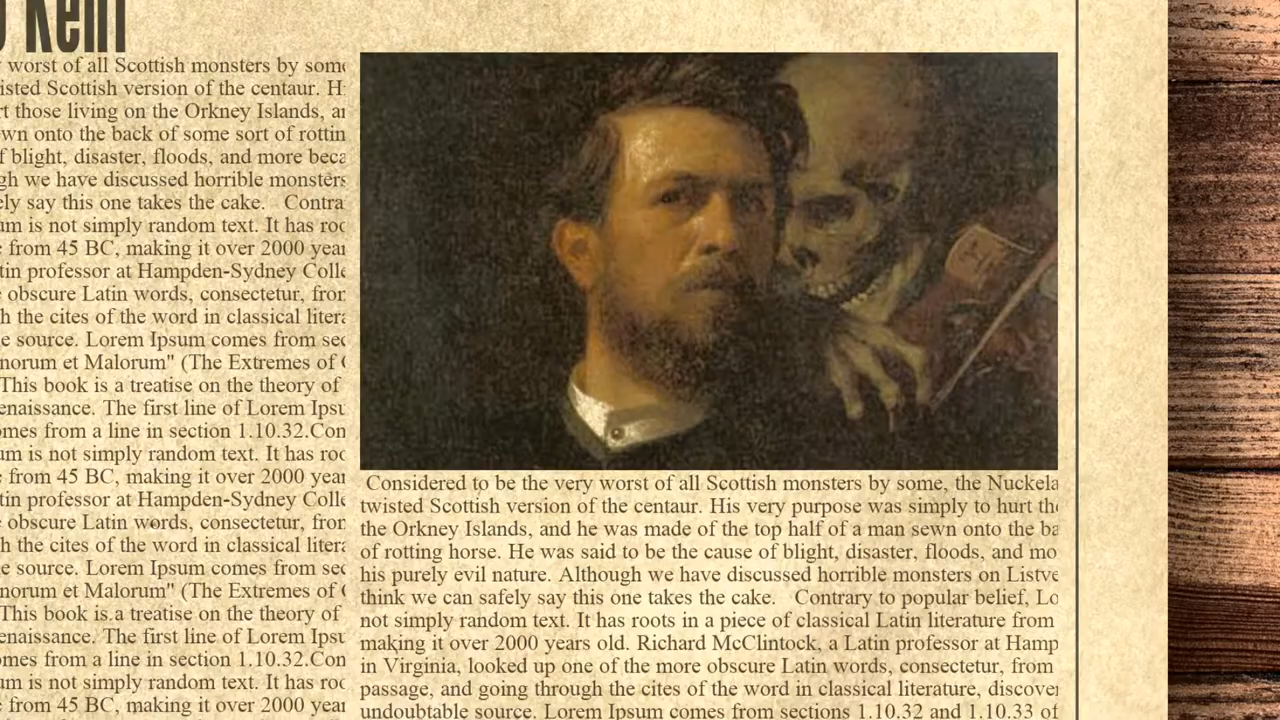 Kent
worst of all Scottish monsters by some
isted Scottish version of the centaur. H
rt those living on the Orkney Islands, an
wn onto the back of some sort of rottin
f blight, disaster, floods, and more beca
gh we have discussed horrible monsters
ely say this one takes the cake. Contra
um is not simply random text. It has roo
from 45 BC, making it over 2000 year
tin professor at Hampden-Sydney Colle
obscure Latin words, consectetur, from
h the cites of the word in classical litera
e source. Lorem Ipsum comes from sec
norum et Malorum" (The Extremes of
This book is a treatise on the theory of
enaissance. The first line of Lorem Ipsu
omes from a line in section 1.10.32.Con
um is not simply random text. It has roo
from 45 BC, making it over 2000 year
tin professor at Hampden-Sydney Colle
obscure Latin words, consectetur, from
h the cites of the word in classical litera
e source. Lorem Ipsum comes from sec
norum et Malorum" (The Extremes of
This book is a treatise on the theory of
enaissance. The first line of Lorem Ipsu
omes from a line in section 1.10.32.Con
um is not simply random text. It has roo
from 45 BC, making it over 2000 year
Considered to be the very worst of all Scottish monsters by some, the Nuckela
twisted Scottish version of the centaur. His very purpose was simply to hurt tho
the Orkney Islands, and he was made of the top half of a man sewn onto the ba
of rotting horse. He was said to be the cause of blight, disaster, floods, and mo
his purely evil nature. Although we have discussed horrible monsters on Listve
think we can safely say this one takes the cake. Contrary to popular belief, Lo
not simply random text. It has roots in a piece of classical Latin literature from
making it over 2000 years old. Richard McClintock, a Latin professor at Hamp
in Virginia, looked up one of the more obscure Latin words, consectetur, from
passage, and going through the cites of the word in classical literature, discover
undoubtable source. Lorem Ipsum comes from sections 1.10.32 and 1.10.33 of